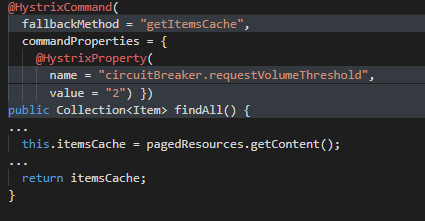 @HystrixCommand(
  fallbackMethod = "getItemsCache",
  commandProperties = {
    @HystrixProperty(
      name = "circuitBreaker.requestVolumeThreshold",
      value = "2") })
public Collection<Item> findAll() {
...
  this.itemsCache = pagedResources.getContent();
...
  return itemsCache;
}